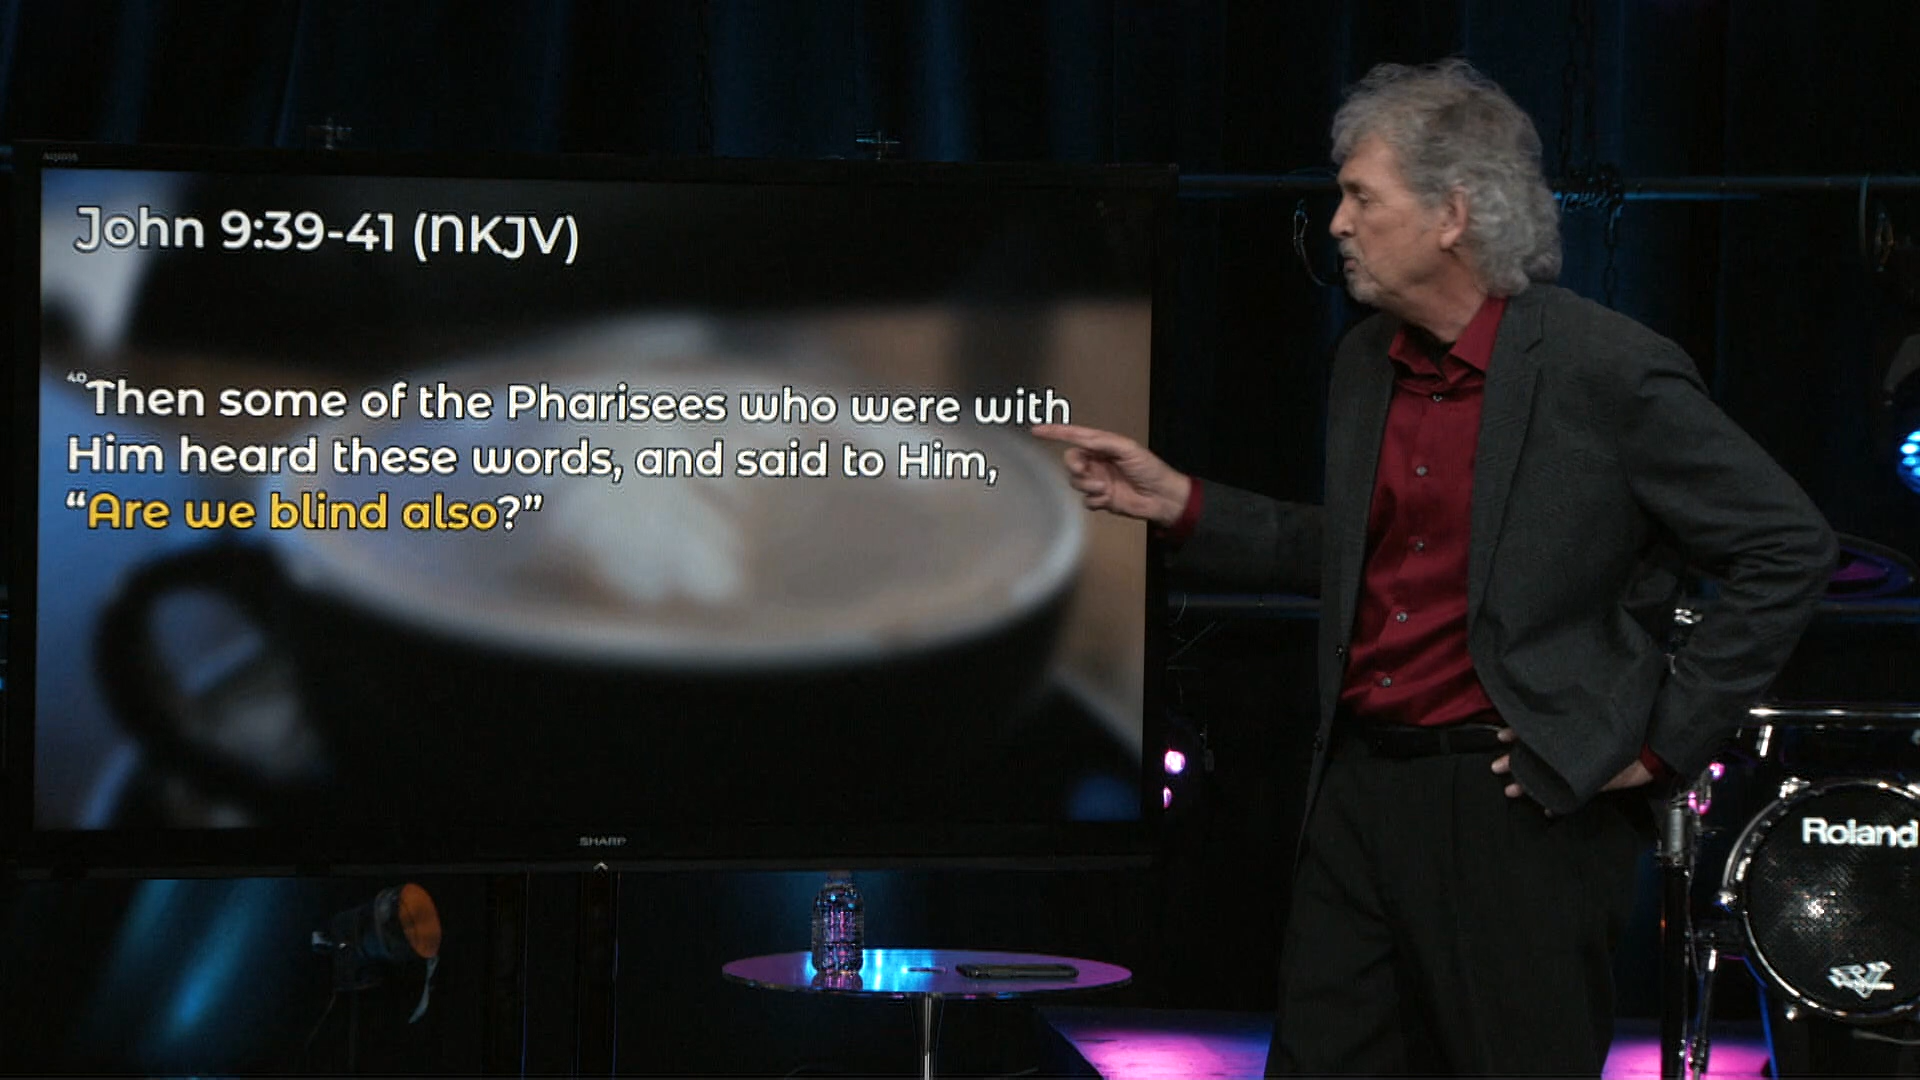 AQUOS
John 9:39-41 (NKJV)
40Then some of the Pharisees who were with
Him heard these words, and said to Him,
“Are we blind also?”
SHARP
Roland